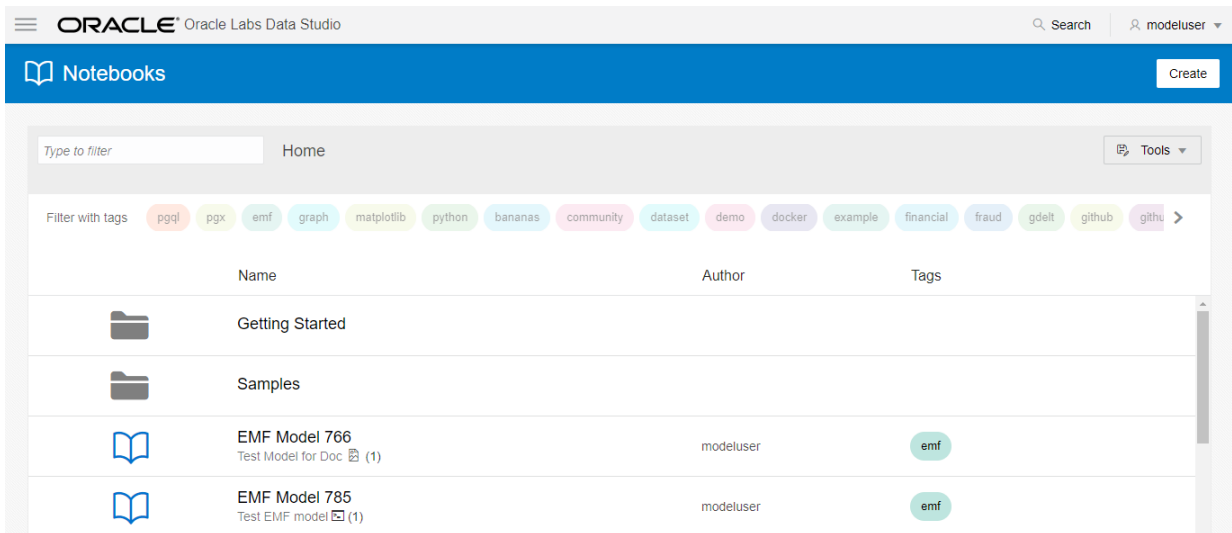 ORACLE Oracle Labs Data Studio Search modeluser
Notebooks Create
Type to filter Home Tools
Filter with tags pgql pgx emf graph matplotlib python bananas community dataset demo docker example financial fraud gdelt github githu
Name Author Tags
Getting Started
Samples
EMF Model 766
Test Model for Doc (1)
modeluser emf
EMF Model 785
Test EMF model (1)
modeluser emf